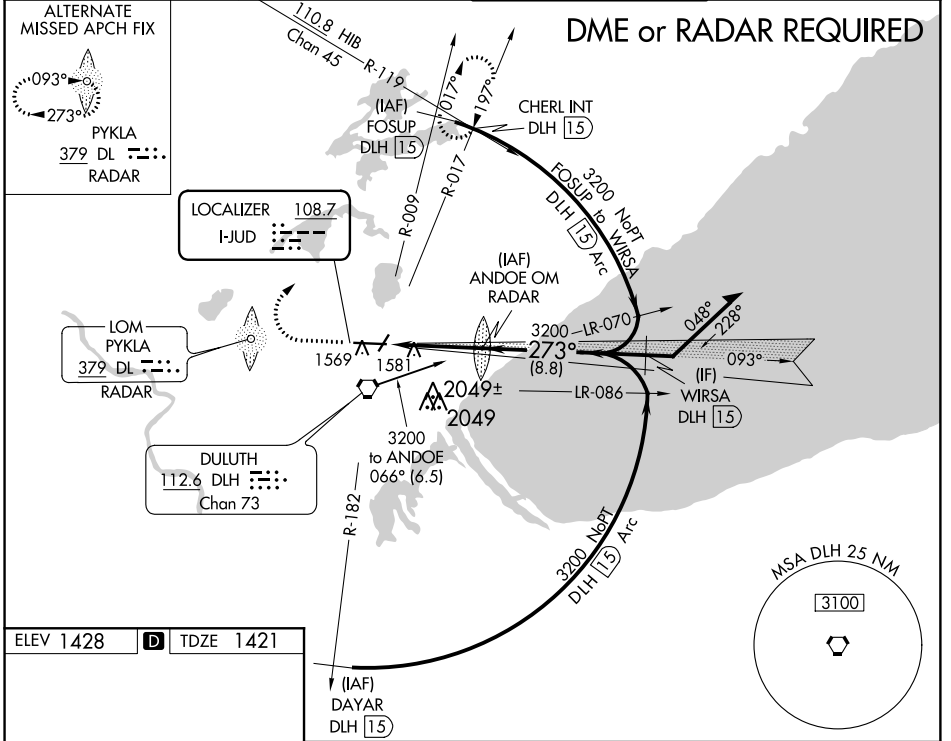 ALTERNATE
MISSED APCH FIX
093°
273°
PYKLA
379 DL
RADAR
DME or RADAR REQUIRED
110.8 HIB
Chan 45
R-119
017°
197°
(IAF)
FOSUP
DLH 15
CHERL INT
DLH 15
R-009
R-017
3200 NoPT
FOSUP to WIRSA
DLH 15 Arc
LOCALIZER 108.7
I-JUD
(IAF)
ANDOE OM
RADAR
LOM
PYKLA
379 DL
RADAR
1569
1581
3200
LR-070
273°
(8.8)
048°
228°
093°
(IF)
WIRSA
DLH 15
2049±
2049
LR-086
3200
to ANDOE
066° (6.5)
DULUTH
112.6 DLH
Chan 73
R-182
3200 NoPT
DLH 15 Arc
MSA DLH 25 NM
3100
ELEV 1428 D TDZE 1421
(IAF)
DAYAR
DLH 15